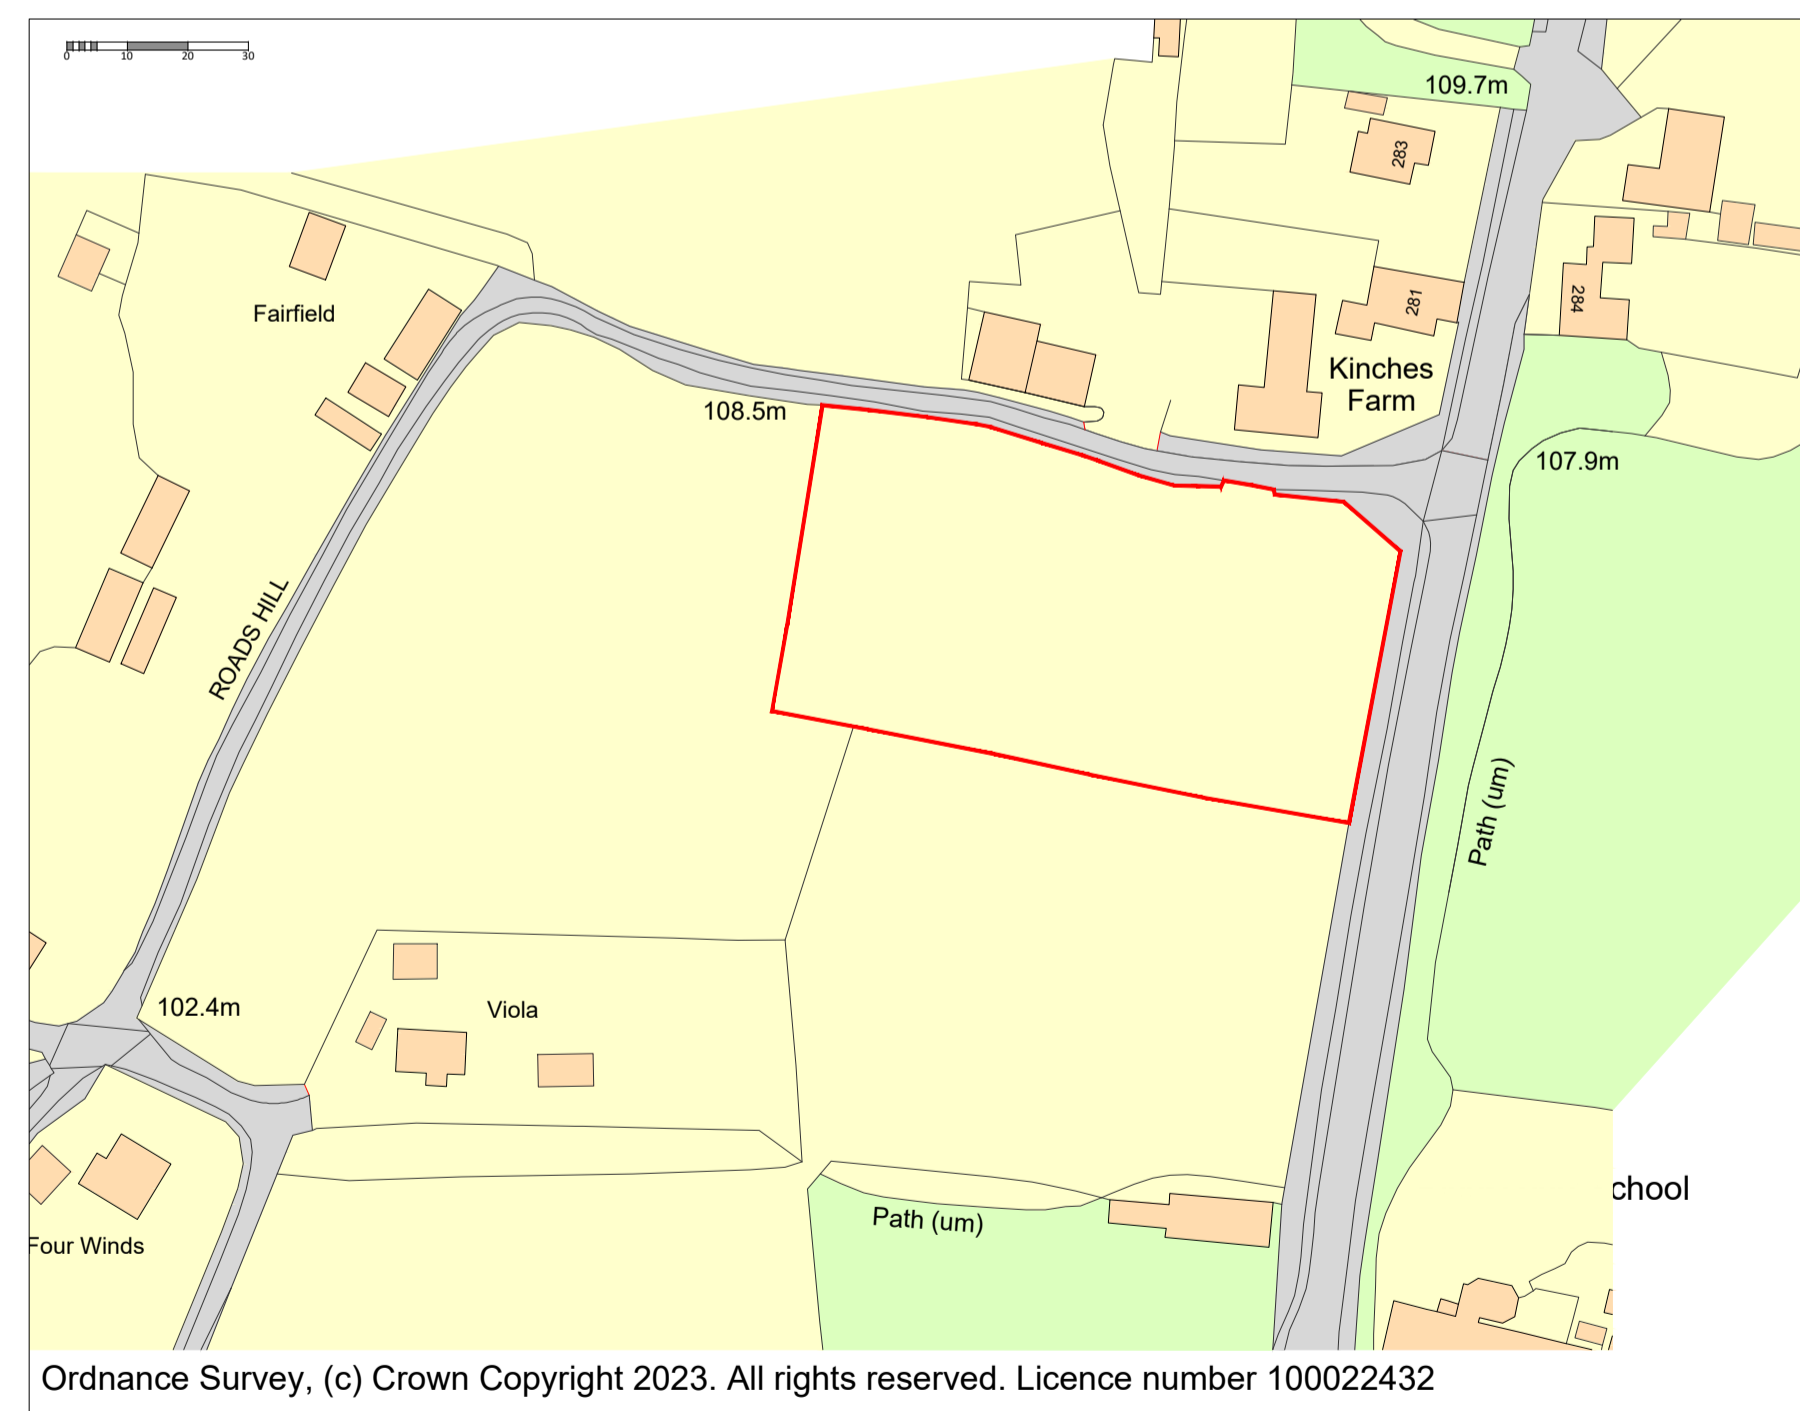 0 10 20 30
109.7m
283
281
284
Fairfield
Kinches
Farm
108.5m
107.9m
ROADS HILL
Path (um)
102.4m
Viola
chool
Path (um)
Four Winds
Ordnance Survey, (c) Crown Copyright 2023. All rights reserved. Licence number 100022432